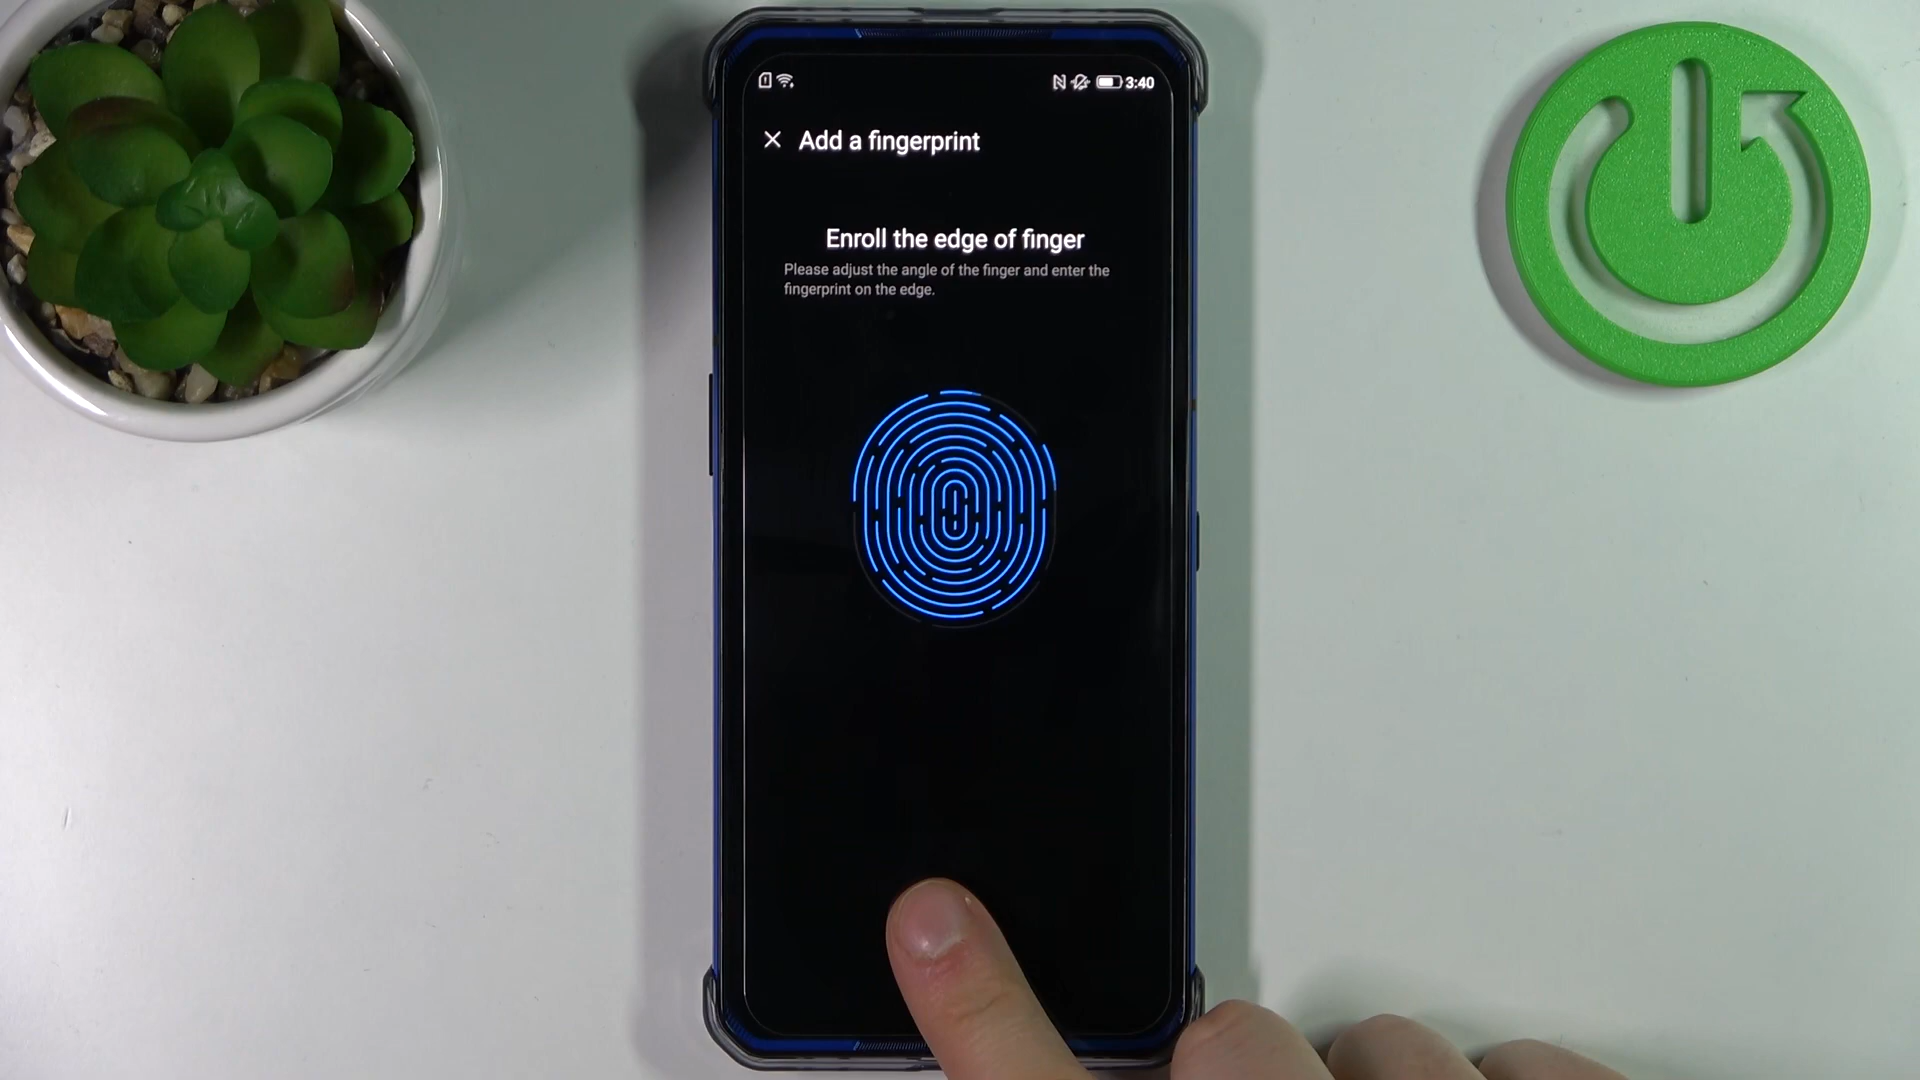 3:40
Add a fingerprint
Enroll the edge of finger
Please adjust the angle of the finger and enter the
fingerprint on the edge.